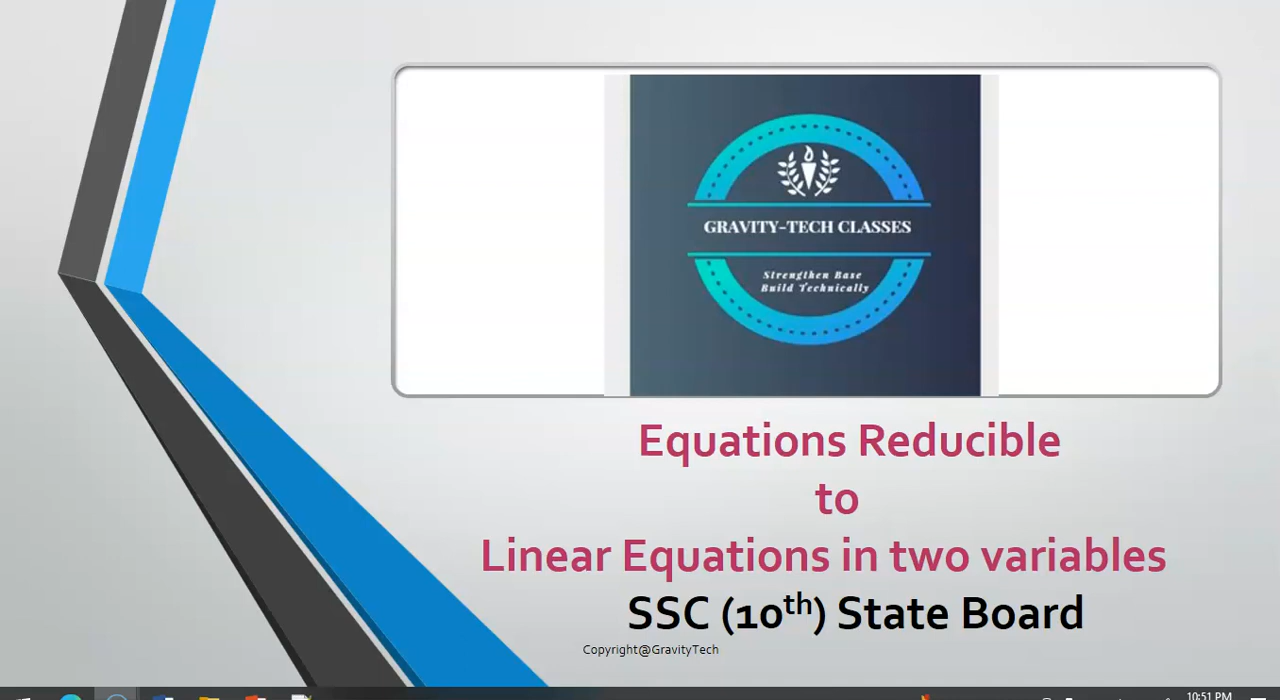 GRAVITY-TECH CLASSES
Strengthen Base
Build Technically
Equations Reducible
to
Linear Equations in two variables
SSC (10th) State Board
Copyright@GravityTech
10:51 PM